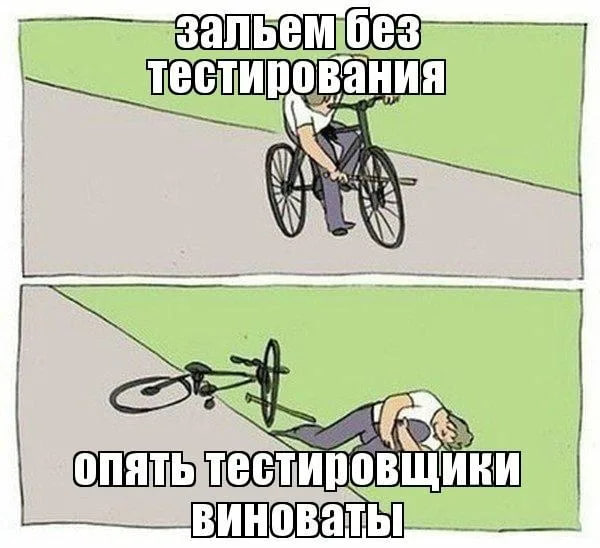 зальем без
тестирования
опять тестировщики
виноваты